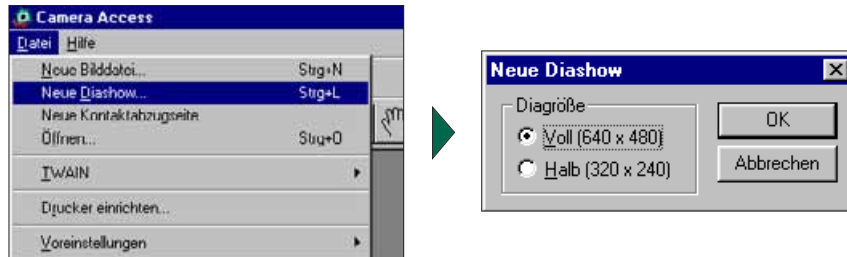 Camera Access
Datei Hilfe
Neue Bilddatei... Strg+N
Neue Diashow... Strg+L
Neue Kontaktabzugseite
Öffnen... Strg+O
TWAIN
Drucker einrichten...
Voreinstellungen
Neue Diashow
Diagröße
Voll (640 x 480)
Halb (320 x 240)
OK
Abbrechen